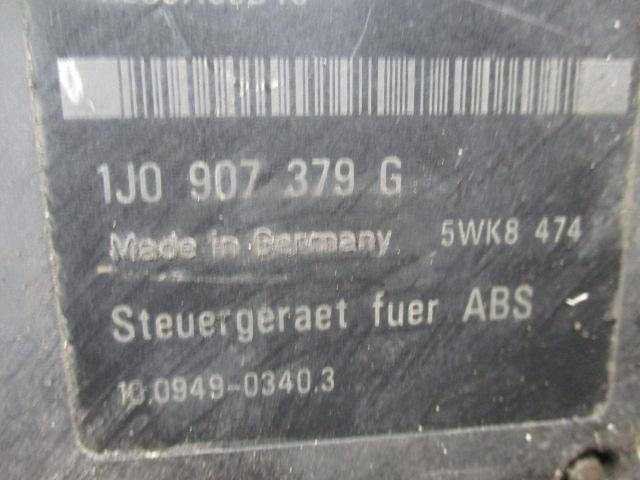 1J0 907 379 G
Made in Germany 5WK8 474
Steuergeraet fuer ABS
10.0949-0340.3